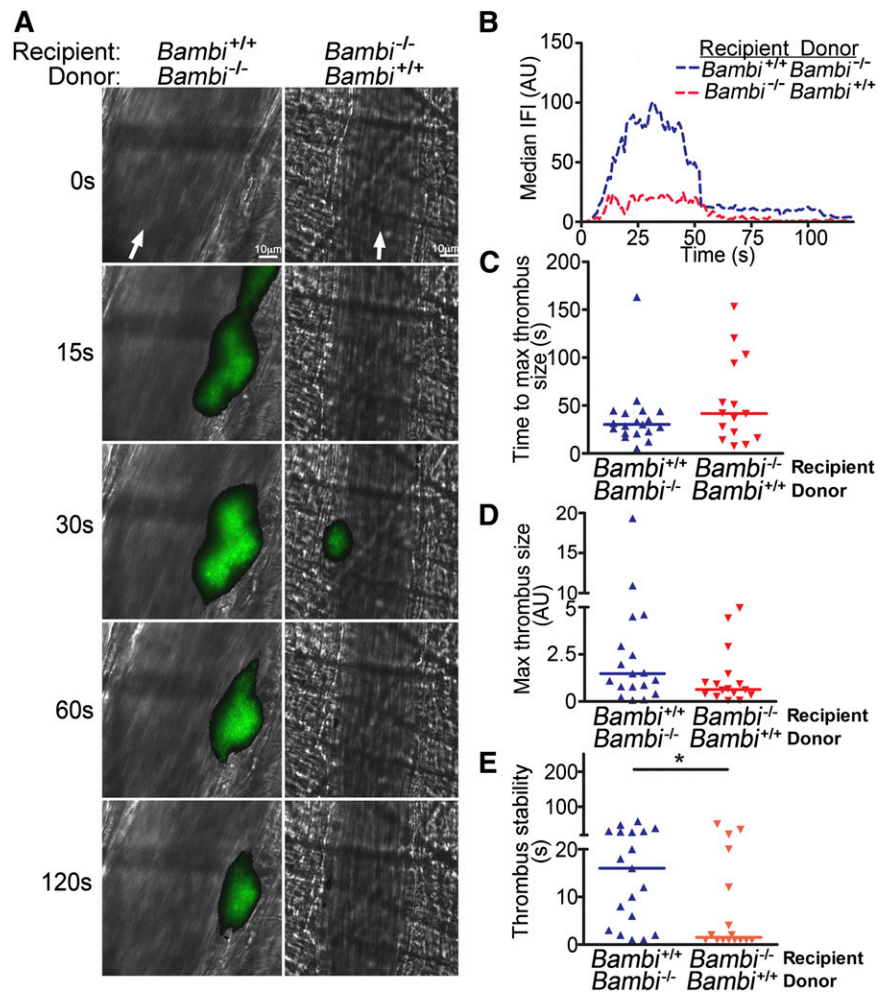 A
Recipient: Bambi+/+ Bambi-/-
Donor: Bambi-/- Bambi+/+
0s
10µm 10µm
15s
30s
60s
120s
B
Median IFI (AU)
150
100
50
0
0 25 50 75 100
Time (s)
Recipient Donor
Bambi+/+ Bambi-/-
Bambi-/- Bambi+/+
C
Time to max thrombus
size (s)
200
150
100
50
0
Bambi+/+ Bambi-/- Recipient
Bambi-/- Bambi+/+ Donor
D
Max thrombus size
(AU)
20
15
10
5
2.5
0
Bambi+/+ Bambi-/- Recipient
Bambi-/- Bambi+/+ Donor
E
Thrombus stability
(s)
200
100
20
10
0
*
Bambi+/+ Bambi-/- Recipient
Bambi-/- Bambi+/+ Donor